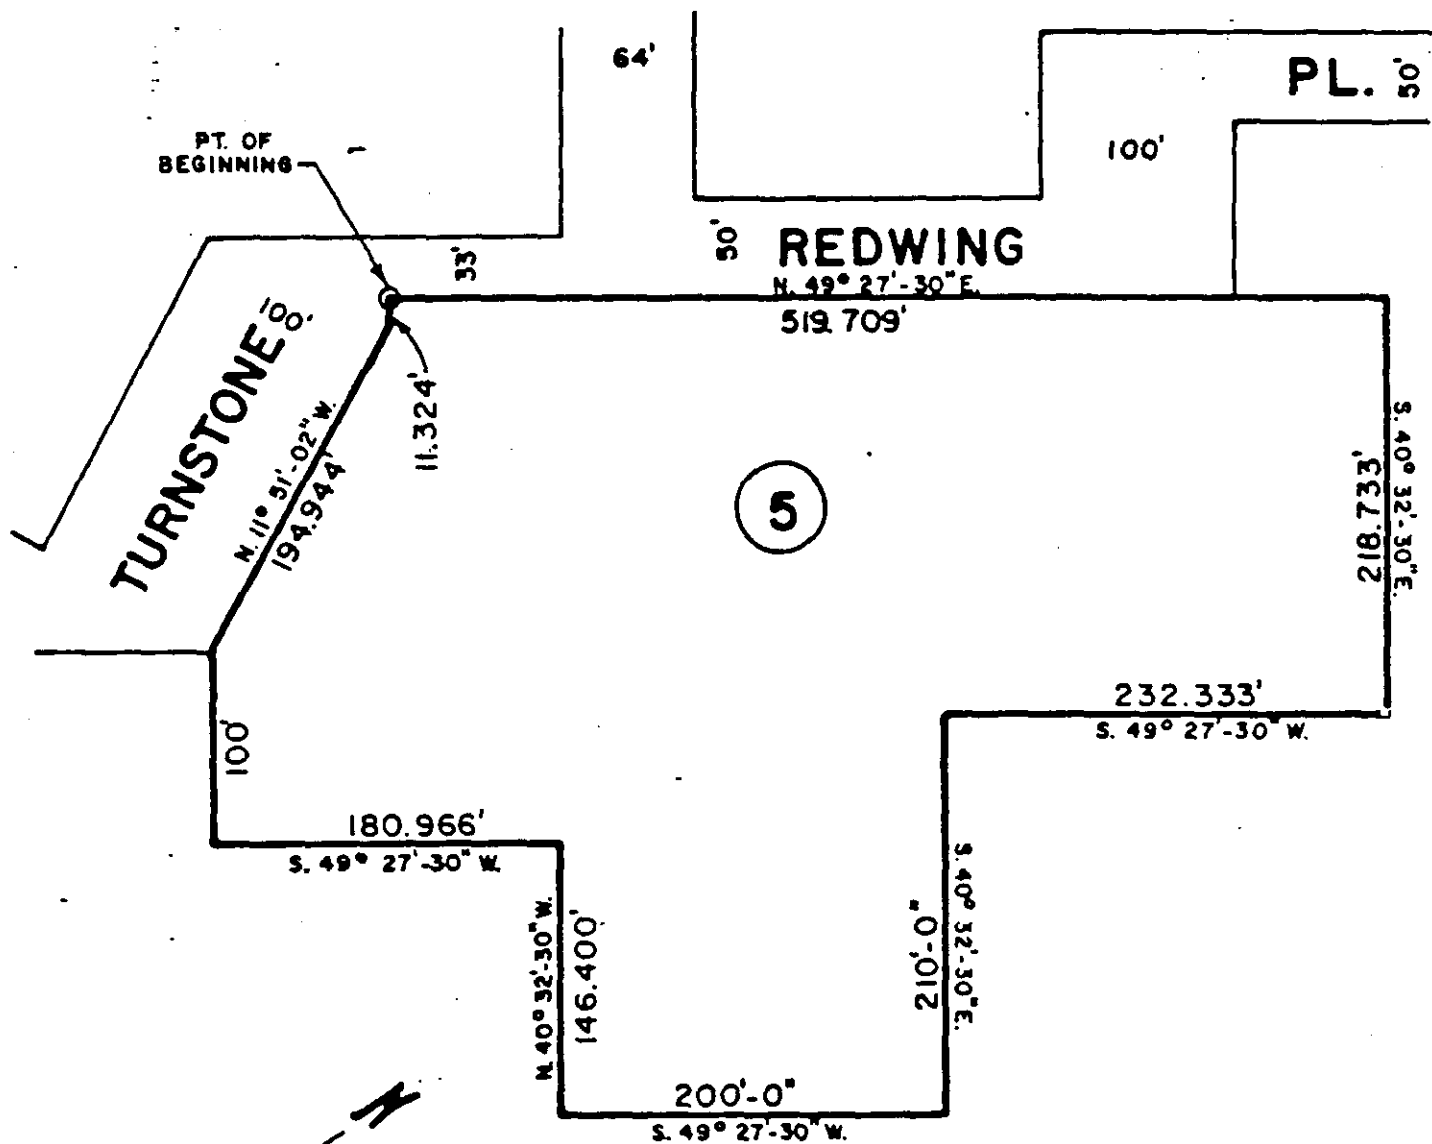 64'
PL.
50'
PT. OF
BEGINNING
100'
33'
50'
REDWING
N. 49° 27'-30" E.
519.709'
TURNSTONE
100'
N. 11° 51'-02" W.
194.944'
11.324'
5
S. 40° 32'-30" E.
218.733'
232.333'
S. 49° 27'-30" W.
100'
180.966'
S. 49° 27'-30" W.
N. 40° 32'-30" W.
146.400'
210'-0"
S. 40° 32'-30" E.
200'-0"
S. 49° 27'-30" W.
N